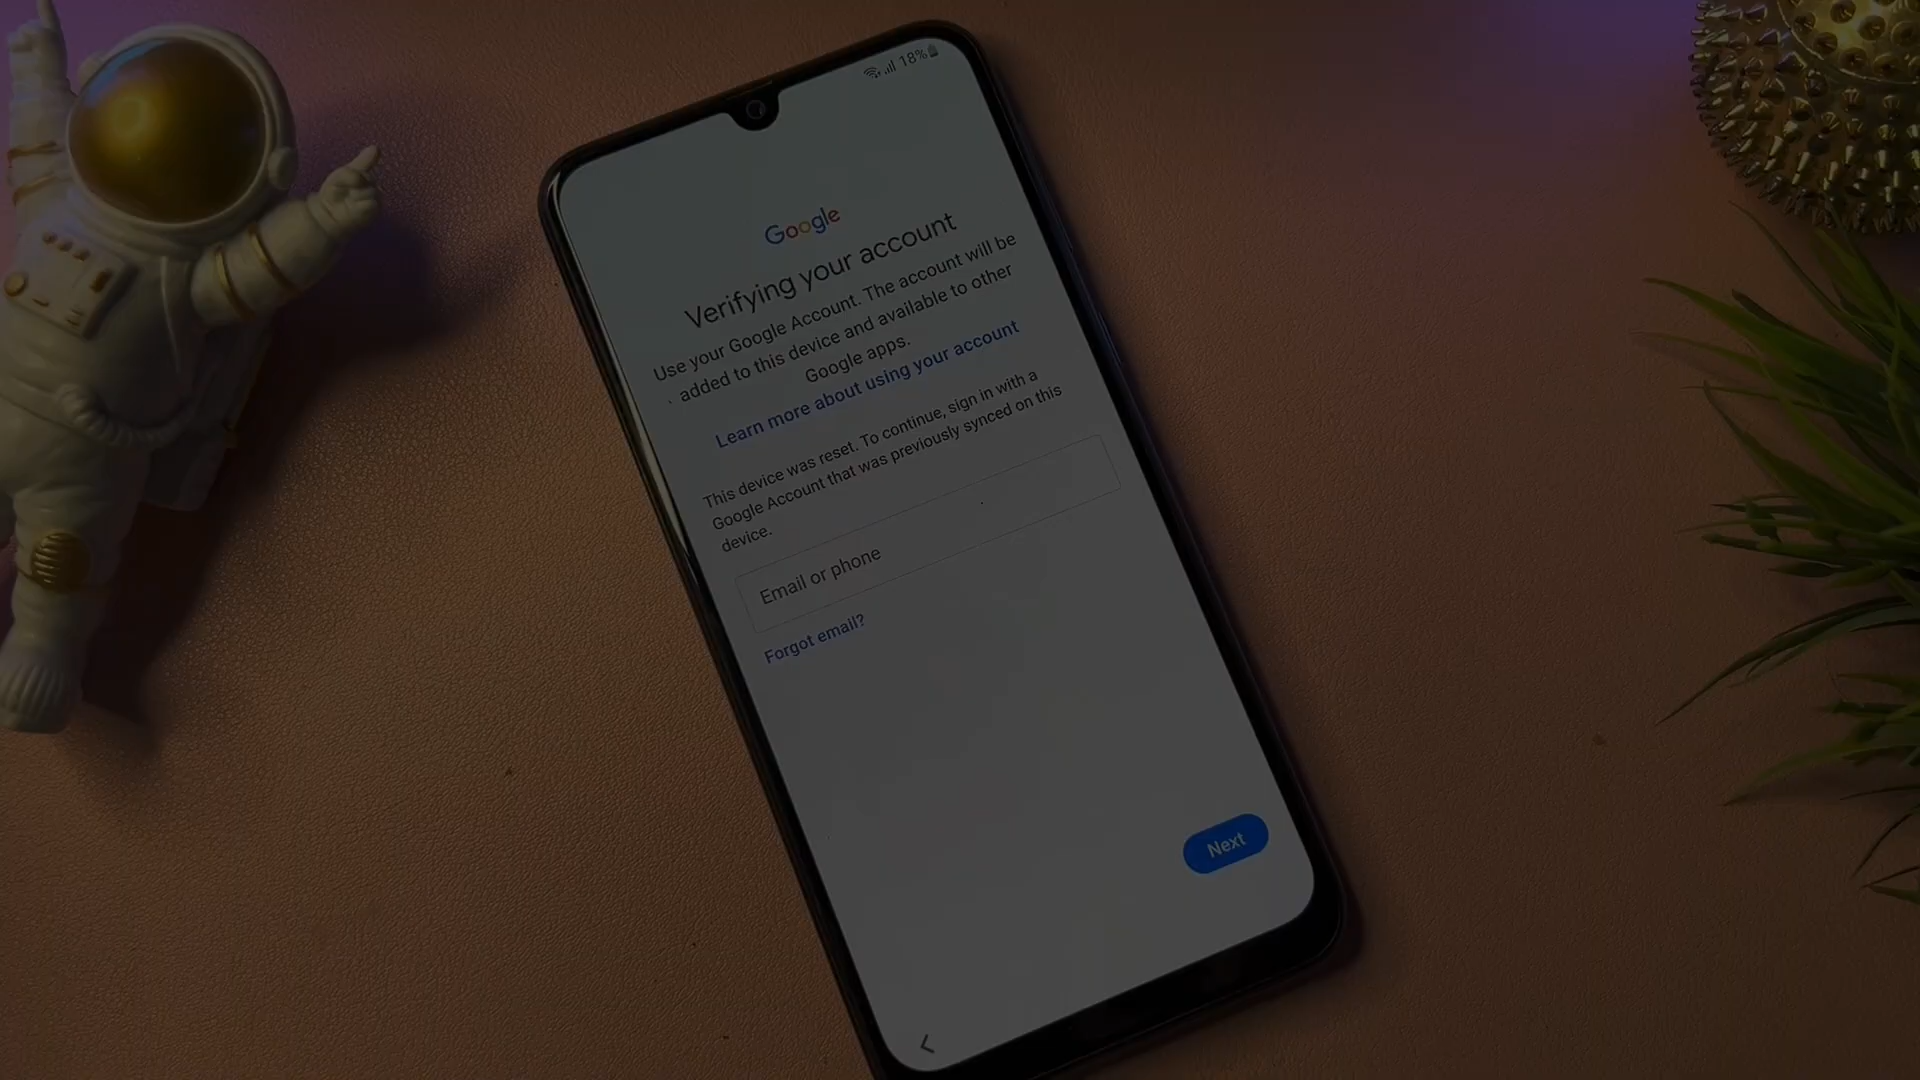 18%
Google
Verifying your account
Use your Google Account. The account will be
added to this device and available to other
Google apps.
Learn more about using your account
This device was reset. To continue, sign in with a
Google Account that was previously synced on this
device.
Email or phone
Forgot email?
Next